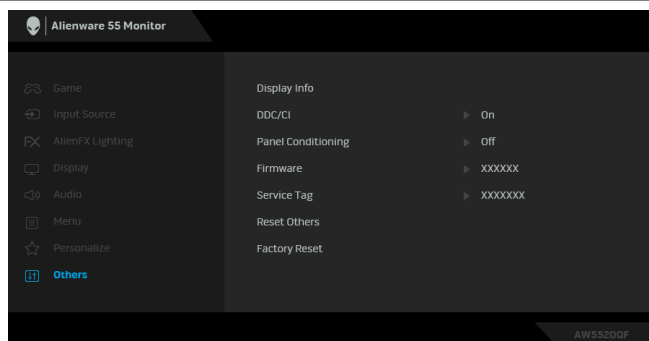 Alienware 55 Monitor
Game
Input Source
AlienFX Lighting
Display
Audio
Menu
Personalize
Others
Display Info
DDC/CI On
Panel Conditioning Off
Firmware XXXXXX
Service Tag XXXXXXX
Reset Others
Factory Reset
AW5520QF